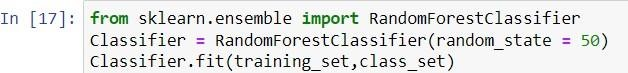 In [17]: from sklearn.ensemble import RandomForestClassifier
Classifier = RandomForestClassifier(random_state = 50)
Classifier.fit(training_set,class_set)